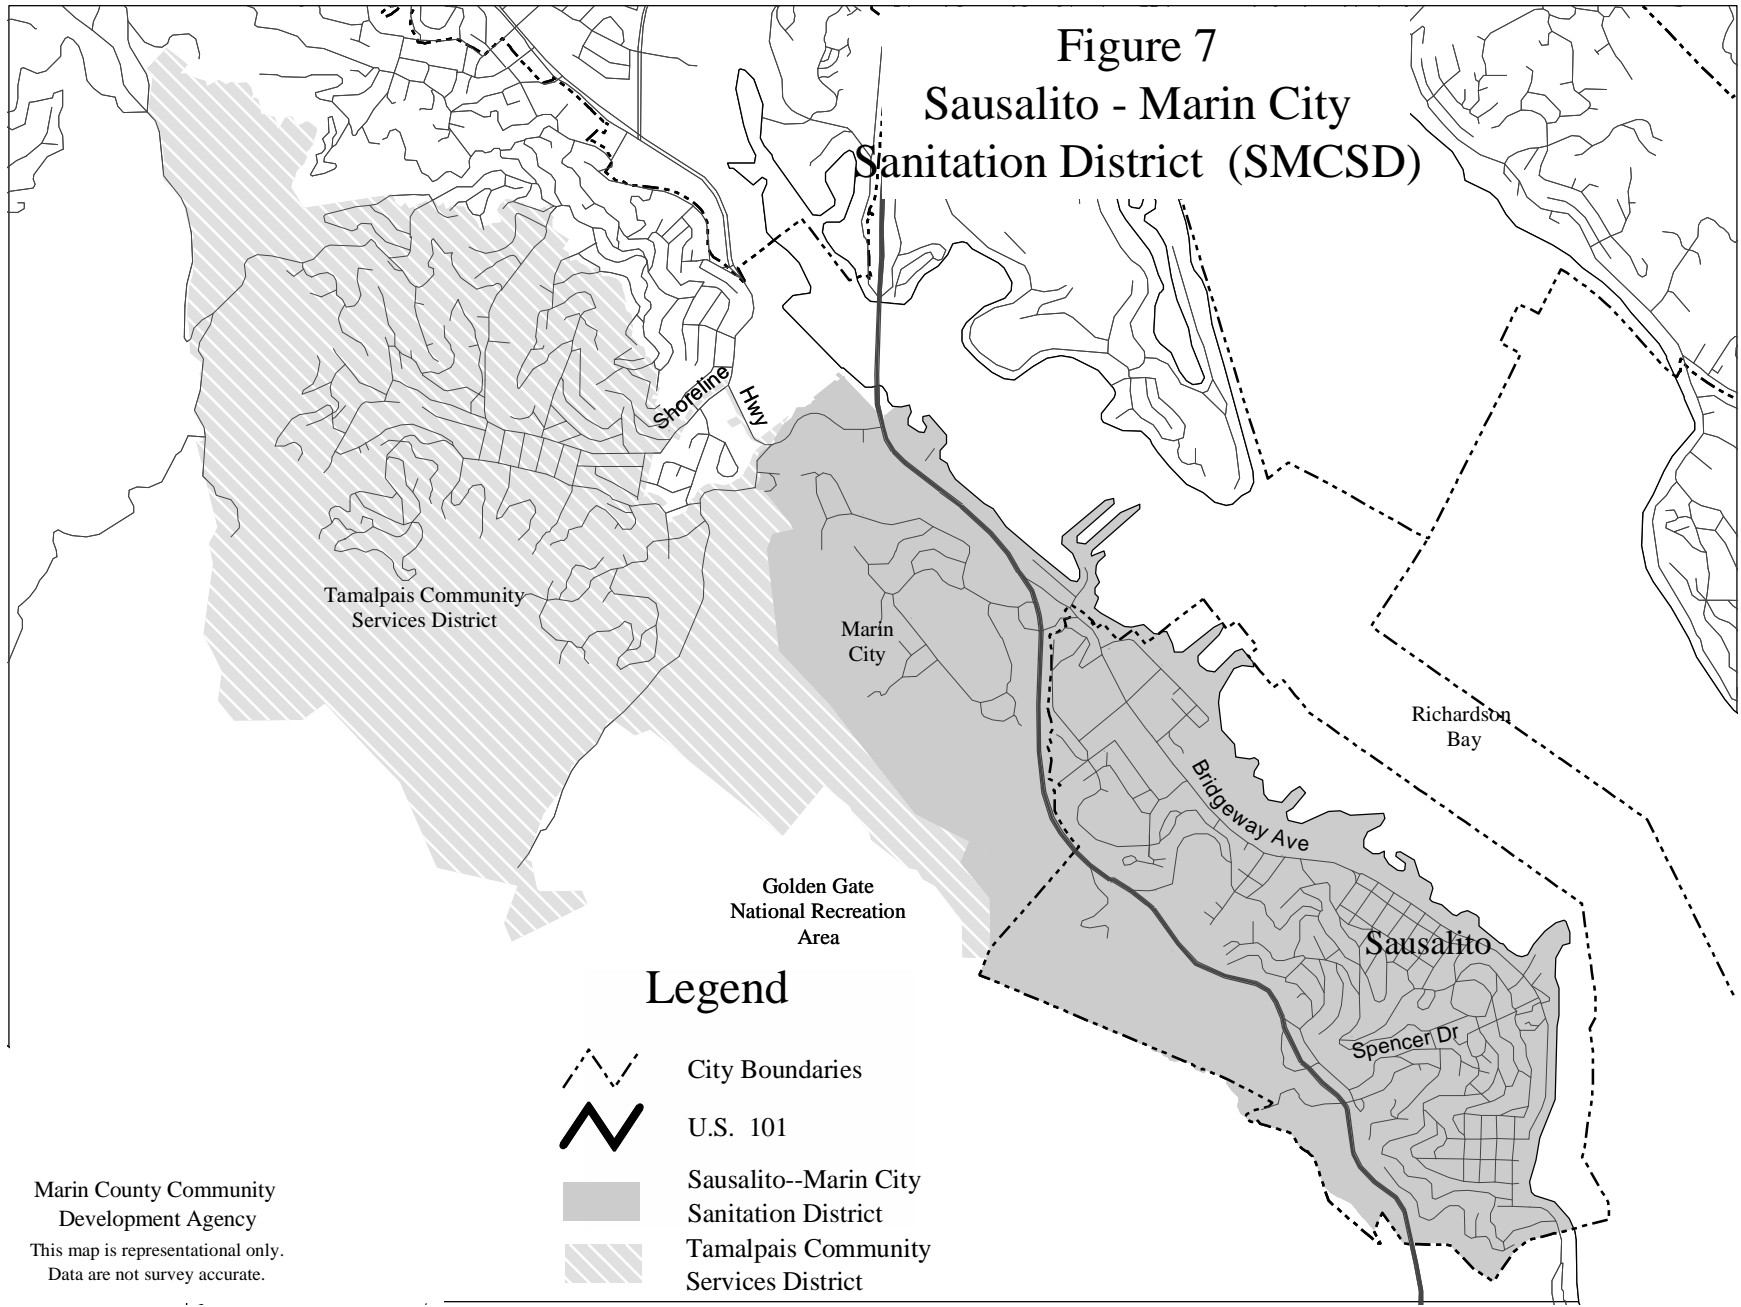 Figure 7
Sausalito - Marin City
Sanitation District (SMCSD)
Shoreline
Hwy
Tamalpais Community
Services District
Marin
City
Richardson
Bay
Bridgeway Ave
Golden Gate
National Recreation
Area
Sausalito
Spencer Dr
Legend
City Boundaries
U.S. 101
Sausalito--Marin City
Sanitation District
Tamalpais Community
Services District
Marin County Community
Development Agency
This map is representational only.
Data are not survey accurate.